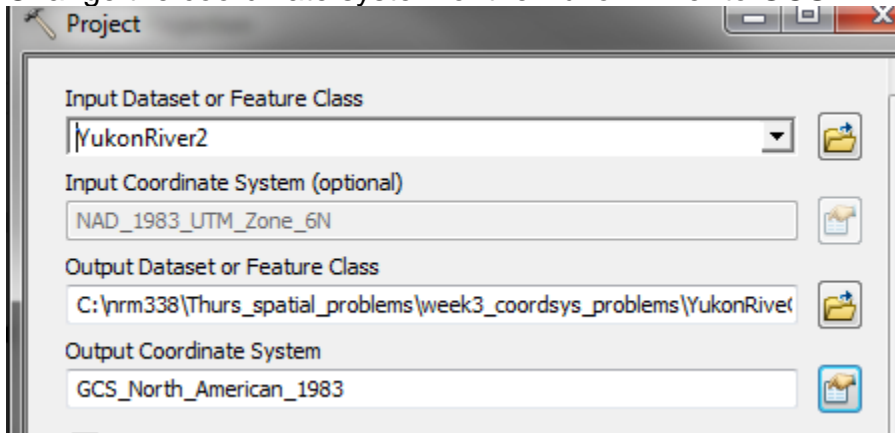 Project
Input Dataset or Feature Class
YukonRiver2
Input Coordinate System (optional)
NAD_1983_UTM_Zone_6N
Output Dataset or Feature Class
C:\nrm338\Thurs_spatial_problems\week3_coordsys_problems\YukonRive
Output Coordinate System
GCS_North_American_1983